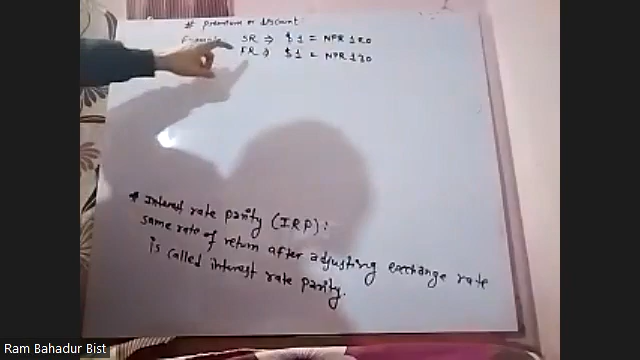 # premium or discount
Example: SR ⇒ $1 = NPR 120
FR ⇒ $1 = NPR 130
* Interest rate parity (IRP):
same rate of return after adjusting exchange rate
is called interest rate parity.
Ram Bahadur Bist